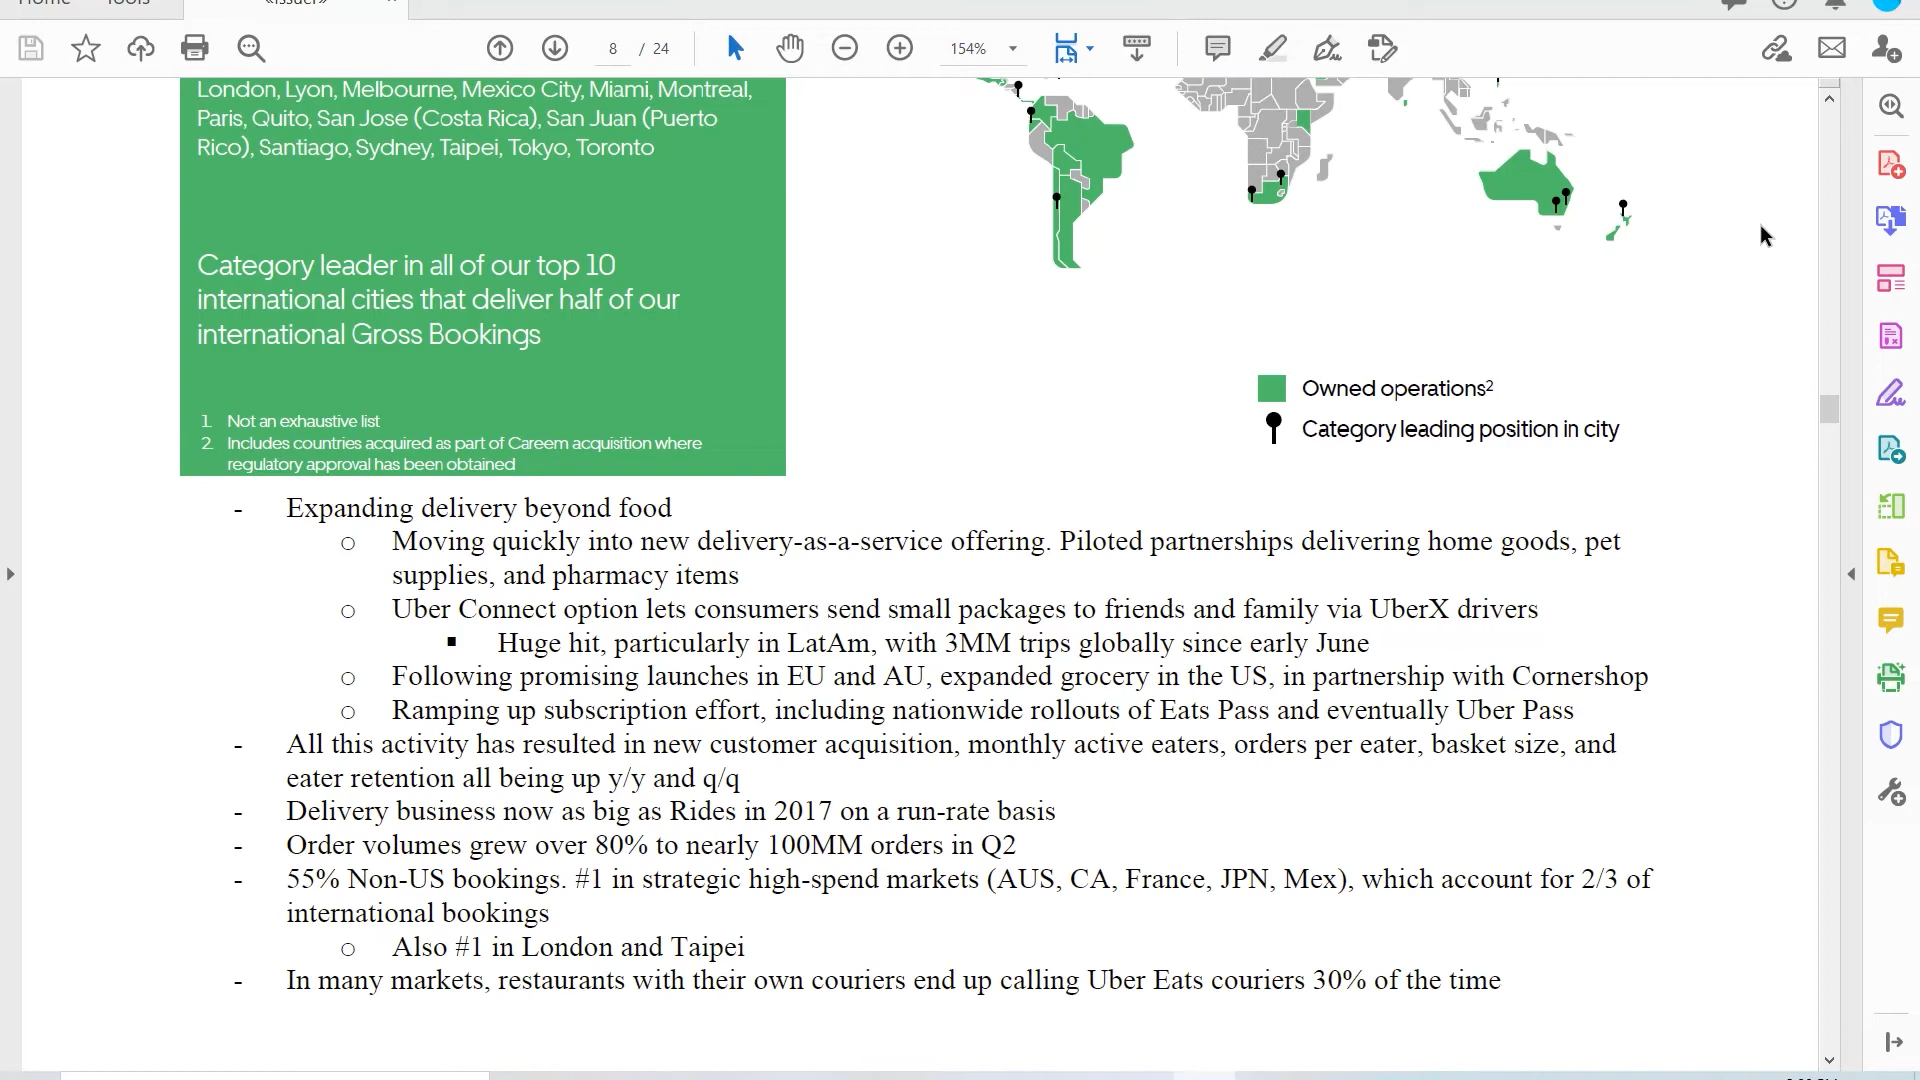 Home Tools «Issuer»
8 / 24 154%
London, Lyon, Melbourne, Mexico City, Miami, Montreal,
Paris, Quito, San Jose (Costa Rica), San Juan (Puerto
Rico), Santiago, Sydney, Taipei, Tokyo, Toronto
Category leader in all of our top 10
international cities that deliver half of our
international Gross Bookings
1. Not an exhaustive list
2. Includes countries acquired as part of Careem acquisition where
regulatory approval has been obtained
Owned operations²
Category leading position in city
- Expanding delivery beyond food
o Moving quickly into new delivery-as-a-service offering. Piloted partnerships delivering home goods, pet
supplies, and pharmacy items
o Uber Connect option lets consumers send small packages to friends and family via UberX drivers
▪ Huge hit, particularly in LatAm, with 3MM trips globally since early June
o Following promising launches in EU and AU, expanded grocery in the US, in partnership with Cornershop
o Ramping up subscription effort, including nationwide rollouts of Eats Pass and eventually Uber Pass
- All this activity has resulted in new customer acquisition, monthly active eaters, orders per eater, basket size, and
eater retention all being up y/y and q/q
- Delivery business now as big as Rides in 2017 on a run-rate basis
- Order volumes grew over 80% to nearly 100MM orders in Q2
- 55% Non-US bookings. #1 in strategic high-spend markets (AUS, CA, France, JPN, Mex), which account for 2/3 of
international bookings
o Also #1 in London and Taipei
- In many markets, restaurants with their own couriers end up calling Uber Eats couriers 30% of the time